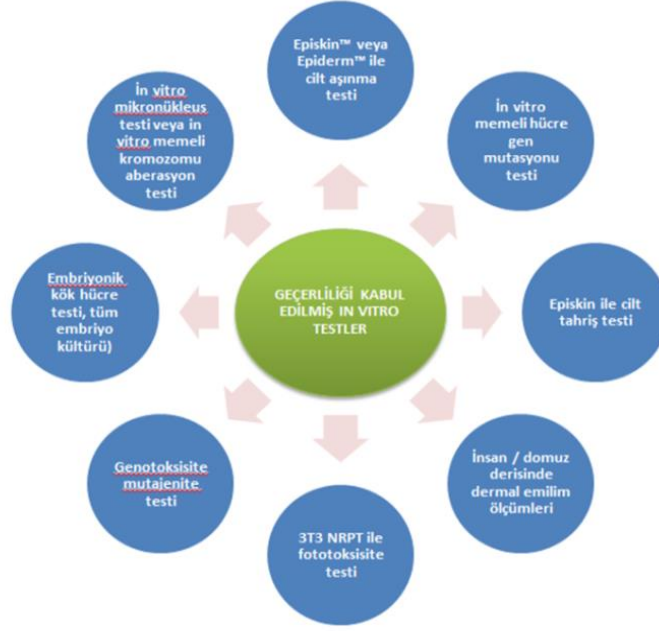 Episkin™ veya
Epiderm™ ile
cilt aşınma
testi
İn vitro
memeli hücre
gen
mutasyonu
testi
Episkin ile cilt
tahriş testi
İnsan / domuz
derisinde
dermal emilim
ölçümleri
3T3 NRPT ile
fototoksisite
testi
Genotoksisite
mutajenite
testi
Embriyonik
kök hücre
testi, tüm
embriyo
kültürü)
İn vitro
mikronükleus
testi veya in
vitro memeli
kromozomu
aberasyon
testi
GEÇERLİLİĞİ KABUL
EDİLMİŞ IN VITRO
TESTLER